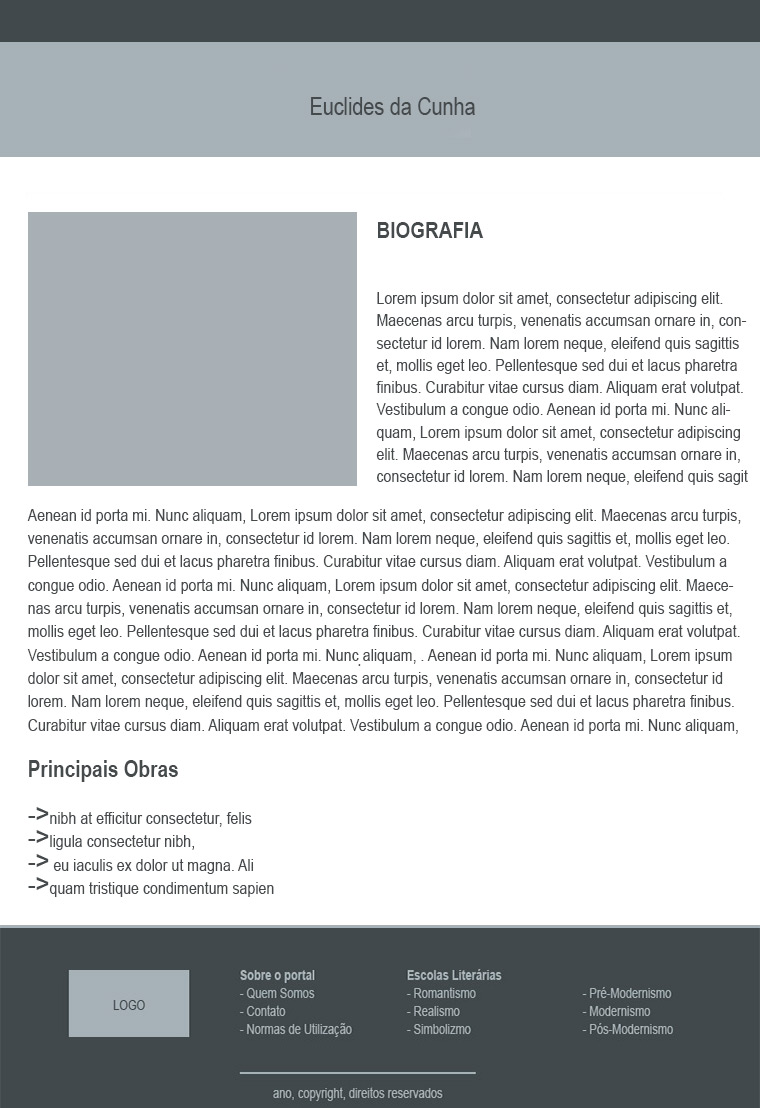 Euclides da Cunha
BIOGRAFIA
Lorem ipsum dolor sit amet, consectetur adipiscing elit.
Maecenas arcu turpis, venenatis accumsan ornare in, con-
sectetur id lorem. Nam lorem neque, eleifend quis sagittis
et, mollis eget leo. Pellentesque sed dui et lacus pharetra
finibus. Curabitur vitae cursus diam. Aliquam erat volutpat.
Vestibulum a congue odio. Aenean id porta mi. Nunc ali-
quam, Lorem ipsum dolor sit amet, consectetur adipiscing
elit. Maecenas arcu turpis, venenatis accumsan ornare in,
consectetur id lorem. Nam lorem neque, eleifend quis sagit
Aenean id porta mi. Nunc aliquam, Lorem ipsum dolor sit amet, consectetur adipiscing elit. Maecenas arcu turpis,
venenatis accumsan ornare in, consectetur id lorem. Nam lorem neque, eleifend quis sagittis et, mollis eget leo.
Pellentesque sed dui et lacus pharetra finibus. Curabitur vitae cursus diam. Aliquam erat volutpat. Vestibulum a
congue odio. Aenean id porta mi. Nunc aliquam, Lorem ipsum dolor sit amet, consectetur adipiscing elit. Maece-
nas arcu turpis, venenatis accumsan ornare in, consectetur id lorem. Nam lorem neque, eleifend quis sagittis et,
mollis eget leo. Pellentesque sed dui et lacus pharetra finibus. Curabitur vitae cursus diam. Aliquam erat volutpat.
Vestibulum a congue odio. Aenean id porta mi. Nunc aliquam, . Aenean id porta mi. Nunc aliquam, Lorem ipsum
dolor sit amet, consectetur adipiscing elit. Maecenas arcu turpis, venenatis accumsan ornare in, consectetur id
lorem. Nam lorem neque, eleifend quis sagittis et, mollis eget leo. Pellentesque sed dui et lacus pharetra finibus.
Curabitur vitae cursus diam. Aliquam erat volutpat. Vestibulum a congue odio. Aenean id porta mi. Nunc aliquam,
Principais Obras
->nibh at efficitur consectetur, felis
->ligula consectetur nibh,
-> eu iaculis ex dolor ut magna. Ali
->quam tristique condimentum sapien
LOGO
Sobre o portal
- Quem Somos
- Contato
- Normas de Utilização
Escolas Literárias
- Romantismo
- Realismo
- Simbolizmo
- Pré-Modernismo
- Modernismo
- Pós-Modernismo
ano, copyright, direitos reservados